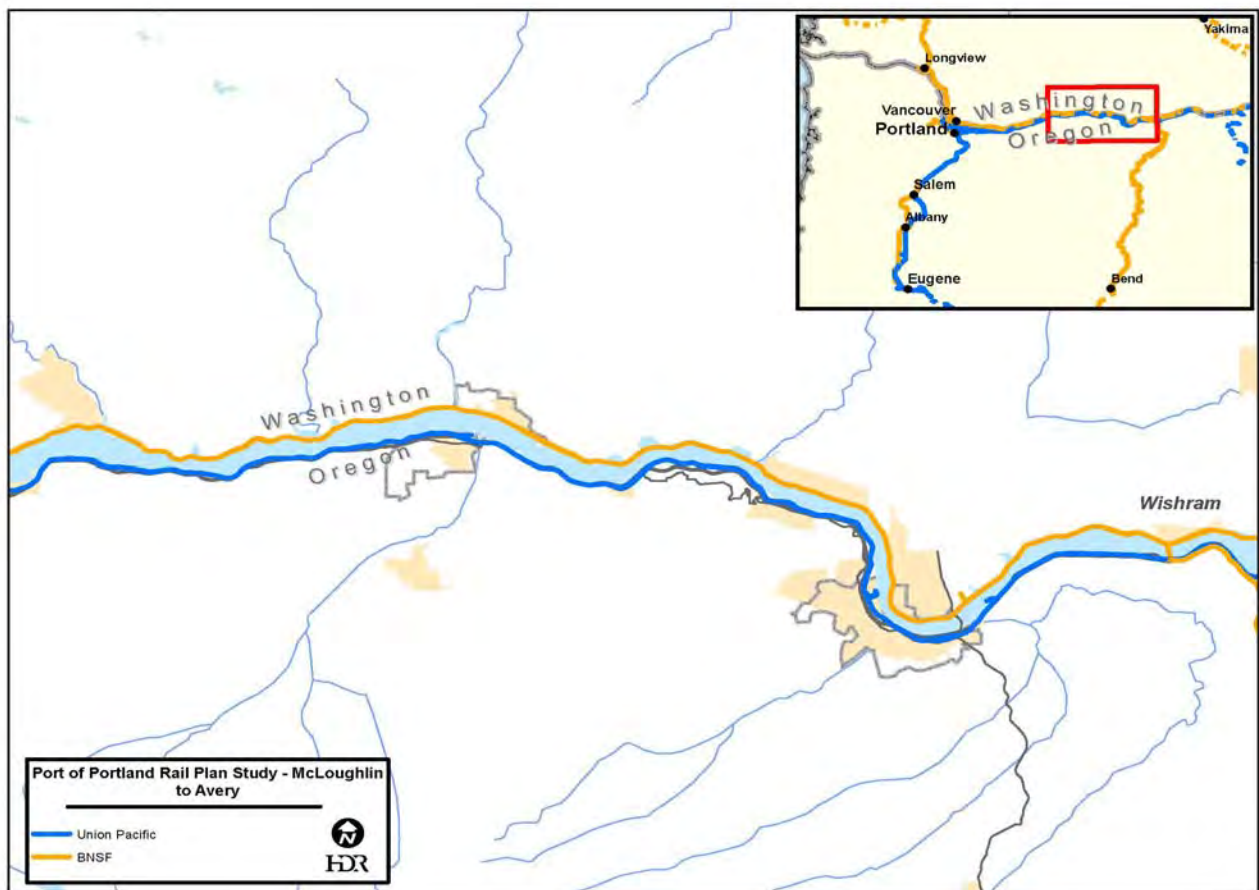 Yakima
Longview
Vancouver
Washington
Portland
Oregon
Salem
Albany
Eugene
Bend
Washington
Oregon
Wishram
Port of Portland Rail Plan Study - McLoughlin
to Avery
Union Pacific
BNSF
N
HDR